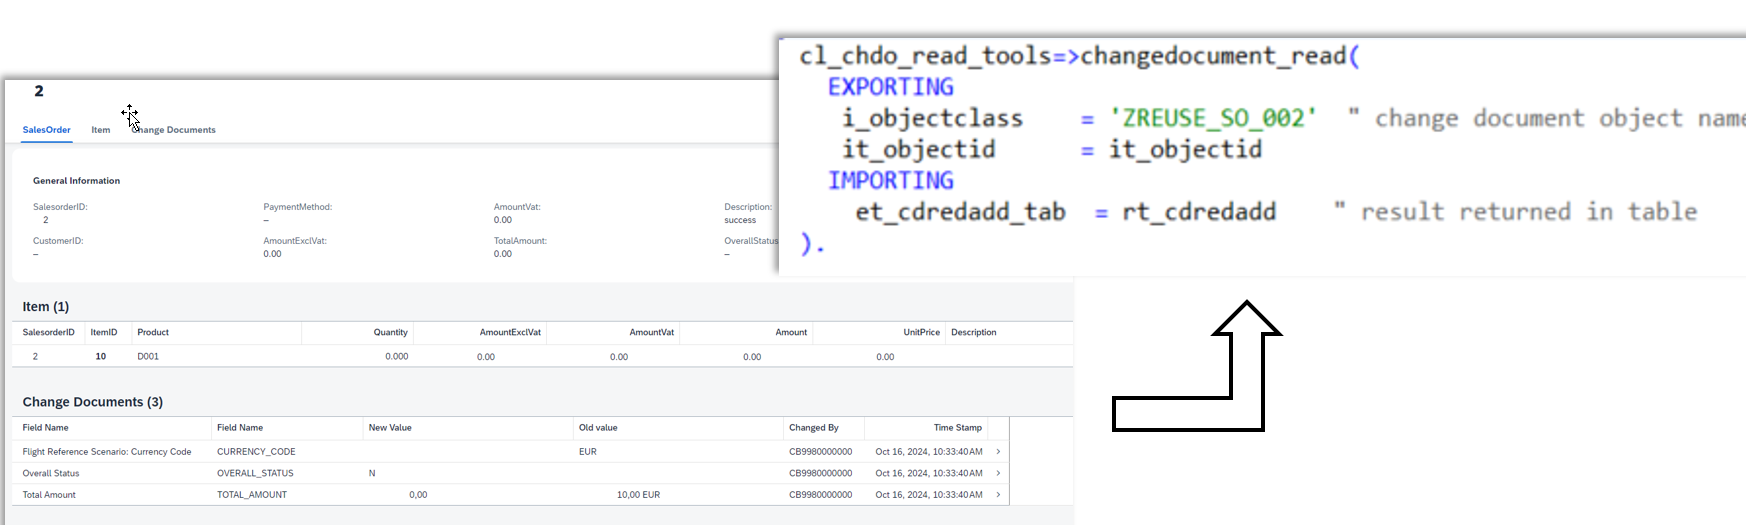 2
SalesOrder Item Change Documents
General Information
SalesorderID: PaymentMethod: AmountVat: Description:
2 – 0.00 success
CustomerID: AmountExclVat: TotalAmount: OverallStatus
– 0.00 0.00 –
Item (1)
SalesorderID ItemID Product Quantity AmountExclVat AmountVat Amount UnitPrice Description
2 10 D001 0.000 0.00 0.00 0.00 0.00
Change Documents (3)
Field Name Field Name New Value Old value Changed By Time Stamp
Flight Reference Scenario: Currency Code CURRENCY_CODE EUR CB9980000000 Oct 16, 2024, 10:33:40 AM
Overall Status OVERALL_STATUS N CB9980000000 Oct 16, 2024, 10:33:40 AM
Total Amount TOTAL_AMOUNT 0,00 10,00 EUR CB9980000000 Oct 16, 2024, 10:33:40 AM
cl_chdo_read_tools=>changedocument_read(
EXPORTING
i_objectclass = 'ZREUSE_SO_002' " change document object name
it_objectid = it_objectid
IMPORTING
et_cdredadd_tab = rt_cdredadd " result returned in table
).